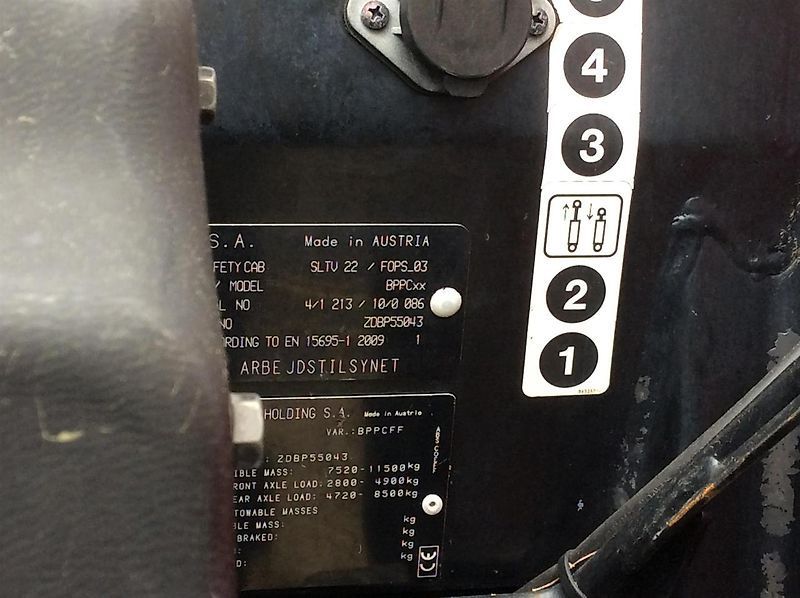 4
3
2
1
S.A. Made in AUSTRIA
FETY CAB SLTV 22 / FOPS_03
/ MODEL BPPCxx
L NO 4/1 213 / 10/0 086
NO ZDBP55043
ORDING TO EN 15695-1 2009 1
ARBEJDSTILSYNET
HOLDING S.A. Made in Austria
VAR.: BPPCFF
: ZDBP55043
IBLE MASS: 7520-11500kg
RONT AXLE LOAD: 2800- 4900kg
EAR AXLE LOAD: 4720- 8500kg
TOWABLE MASSES
BLE MASS: kg
BRAKED: kg
: kg
D: kg
CE